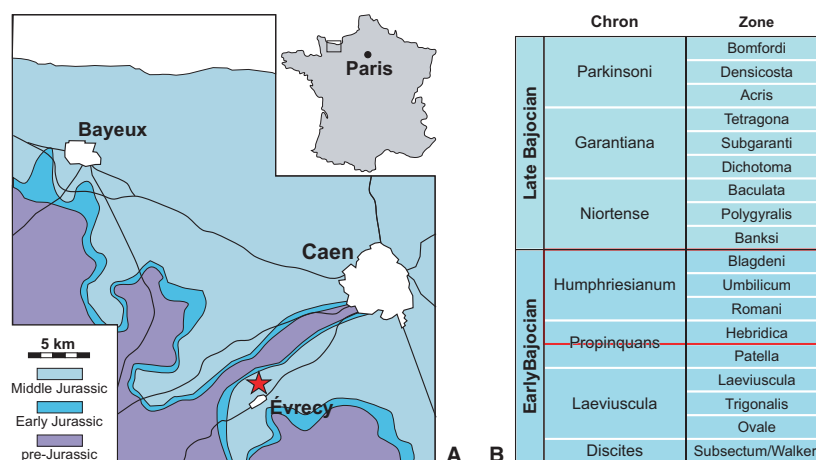 Paris
Bayeux
Caen
Évrecy
5 km
Middle Jurassic
Early Jurassic
pre-Jurassic
A
B
Chron
Zone
Late Bajocian
Parkinsoni
Bomfordi
Densicosta
Acris
Garantiana
Tetragona
Subgaranti
Dichotoma
Niortense
Baculata
Polygyralis
Banksi
EarlyBajocian
Humphriesianum
Blagdeni
Umbilicum
Romani
Propinquans
Hebridica
Patella
Laeviuscula
Laeviuscula
Trigonalis
Ovale
Discites
Subsectum/Walker